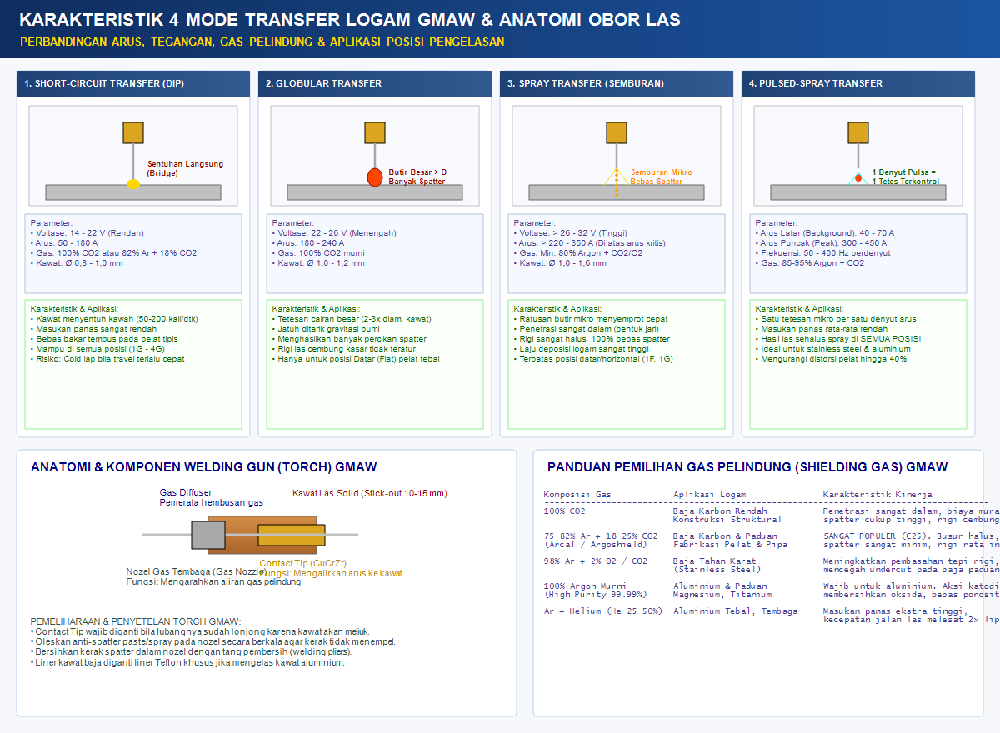 KARAKTERISTIK 4 MODE TRANSFER LOGAM GMAW & ANATOMI OBOR LAS
PERBANDINGAN ARUS, TEGANGAN, GAS PELINDUNG & APLIKASI POSISI PENGELASAN
1. SHORT-CIRCUIT TRANSFER (DIP)
Sentuhan Langsung
(Bridge)
Parameter:
• Voltase: 14 - 22 V (Rendah)
• Arus: 50 - 180 A
• Gas: 100% CO2 atau 82% Ar + 18% CO2
• Kawat: Ø 0,8 - 1,0 mm
Karakteristik & Aplikasi:
• Kawat menyentuh kawah (50-200 kali/dtk)
• Masukan panas sangat rendah
• Bebas bakar tembus pada pelat tipis
• Mampu di semua posisi (1G - 4G)
• Risiko: Cold lap bila travel terlalu cepat
2. GLOBULAR TRANSFER
Butir Besar > D
Banyak Spatter
Parameter:
• Voltase: 22 - 26 V (Menengah)
• Arus: 180 - 240 A
• Gas: 100% CO2 murni
• Kawat: Ø 1,0 - 1,2 mm
Karakteristik & Aplikasi:
• Tetesan cairan besar (2-3x diam. kawat)
• Jatuh ditarik gravitasi bumi
• Menghasilkan banyak percikan spatter
• Rigi las cembung kasar tidak teratur
• Hanya untuk posisi Datar (Flat) pelat tebal
3. SPRAY TRANSFER (SEMBURAN)
Semburan Mikro
Bebas Spatter
Parameter:
• Voltase: > 26 - 32 V (Tinggi)
• Arus: > 220 - 350 A (Di atas arus kritis)
• Gas: Min. 80% Argon + CO2/O2
• Kawat: Ø 1,0 - 1,6 mm
Karakteristik & Aplikasi:
• Ratusan butir mikro menyemprot cepat
• Penetrasi sangat dalam (bentuk jari)
• Rigi sangat halus, 100% bebas spatter
• Laju deposisi logam sangat tinggi
• Terbatas posisi datar/horizontal (1F, 1G)
4. PULSED-SPRAY TRANSFER
1 Denyut Pulsa =
1 Tetes Terkontrol
Parameter:
• Arus Latar (Background): 40 - 70 A
• Arus Puncak (Peak): 300 - 450 A
• Frekuensi: 50 - 400 Hz berdenyut
• Gas: 85-95% Argon + CO2
Karakteristik & Aplikasi:
• Satu tetesan mikro per satu denyut arus
• Masukan panas rata-rata rendah
• Hasil las sehalus spray di SEMUA POSISI
• Ideal untuk stainless steel & aluminium
• Mengurangi distorsi pelat hingga 40%
ANATOMI & KOMPONEN WELDING GUN (TORCH) GMAW
Gas Diffuser
Pemerata hembusan gas
Kawat Las Solid (Stick-out 10-15 mm)
Contact Tip (CuCrZr)
Fungsi: Mengalirkan arus ke kawat
Nozel Gas Tembaga (Gas Nozzle)
Fungsi: Mengarahkan aliran gas pelindung
PEMELIHARAAN & PENYETELAN TORCH GMAW:
• Contact Tip wajib diganti bila lubangnya sudah lonjong karena kawat akan meliuk.
• Oleskan anti-spatter paste/spray pada nozel secara berkala agar kerak tidak menempel.
• Bersihkan kerak spatter dalam nozel dengan tang pembersih (welding pliers).
• Liner kawat baja diganti liner Teflon khusus jika mengelas kawat aluminium.
PANDUAN PEMILIHAN GAS PELINDUNG (SHIELDING GAS) GMAW
Komposisi Gas Aplikasi Logam Karakteristik Kinerja
100% CO2 Baja Karbon Rendah Penetrasi sangat dalam, biaya mura
Konstruksi Struktural spatter cukup tinggi, rigi cembung
75-82% Ar + 18-25% CO2 Baja Karbon & Paduan SANGAT POPULER (C25). Busur halus,
(Arcal / Argoshield) Fabrikasi Pelat & Pipa spatter sangat minim, rigi rata in
98% Ar + 2% O2 / CO2 Baja Tahan Karat Meningkatkan pembasahan tepi rigi,
(Stainless Steel) mencegah undercut pada baja paduan
100% Argon Murni Aluminium & Paduan Wajib untuk aluminium. Aksi katodi
(High Purity 99.99%) Magnesium, Titanium membersihkan oksida, bebas porosit
Ar + Helium (He 25-50%) Aluminium Tebal, Tembaga Masukan panas ekstra tinggi,
kecepatan jalan las melesat 2x lip